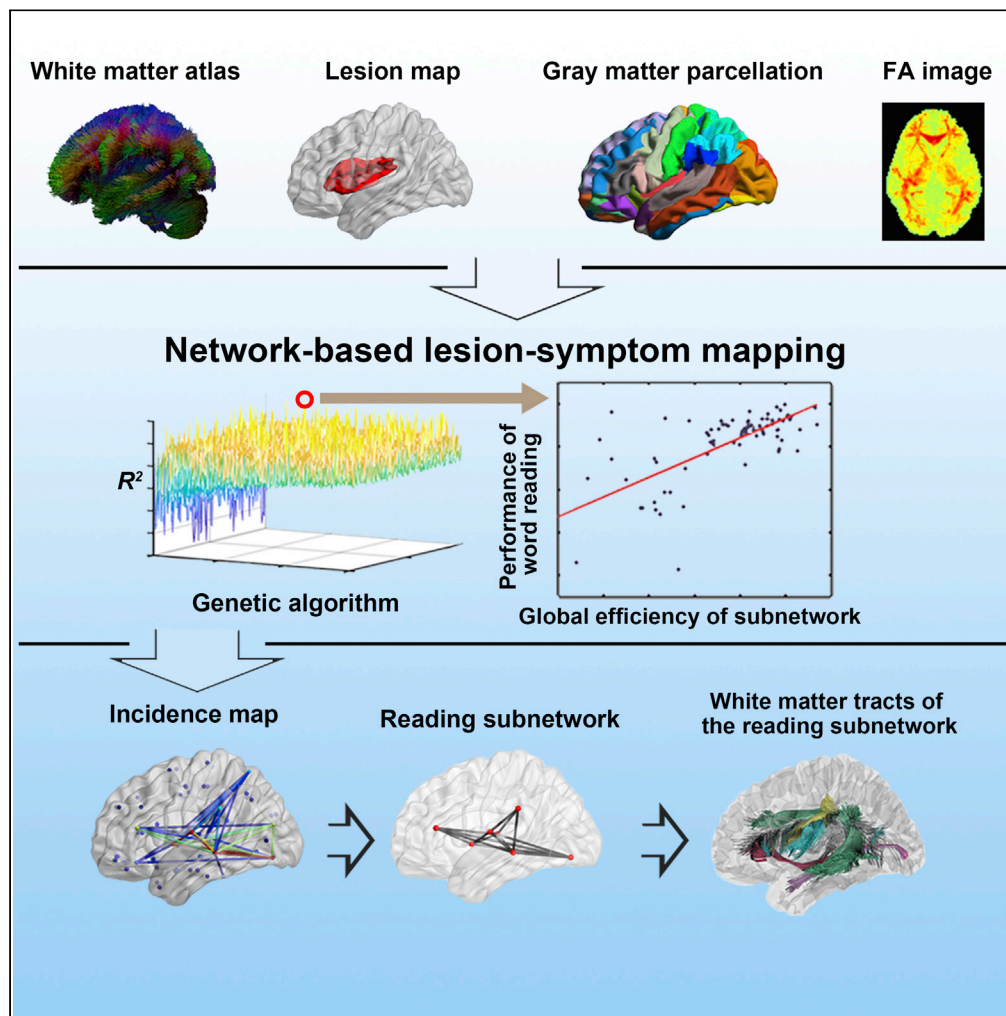 White matter atlas
Lesion map
Gray matter parcellation
FA image
Network-based lesion-symptom mapping
R²
Performance of
word reading
Genetic algorithm
Global efficiency of subnetwork
Incidence map
Reading subnetwork
White matter tracts of
the reading subnetwork